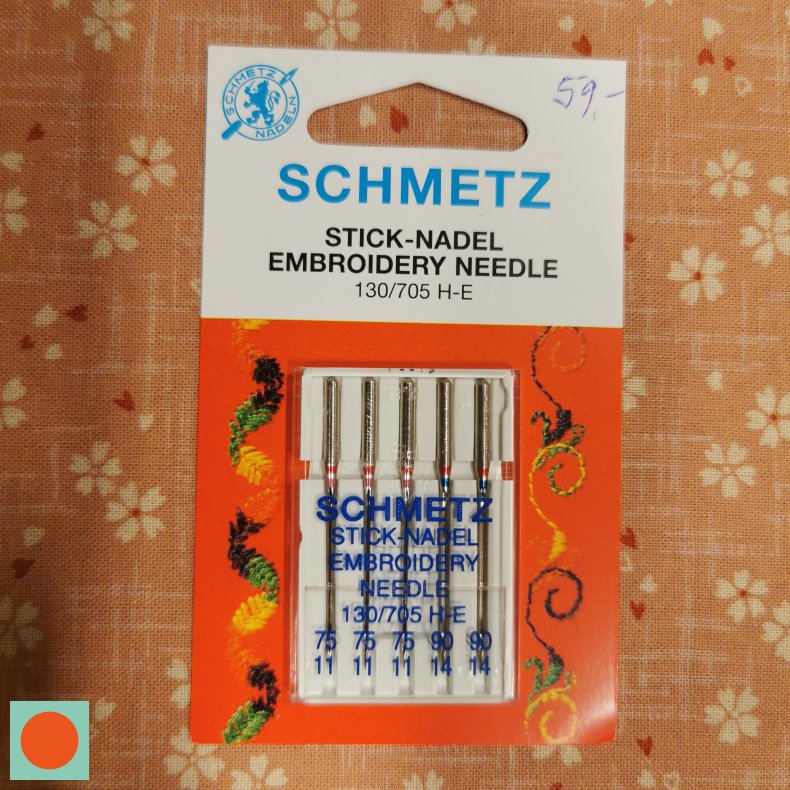 SCHMETZ
NADELN
59,-
SCHMETZ
STICK-NADEL
EMBROIDERY NEEDLE
130/705 H-E
SCHMETZ
STICK-NADEL
EMBROIDERY
NEEDLE
130/705 H-E
75 75 75 90 90
11 11 11 14 14